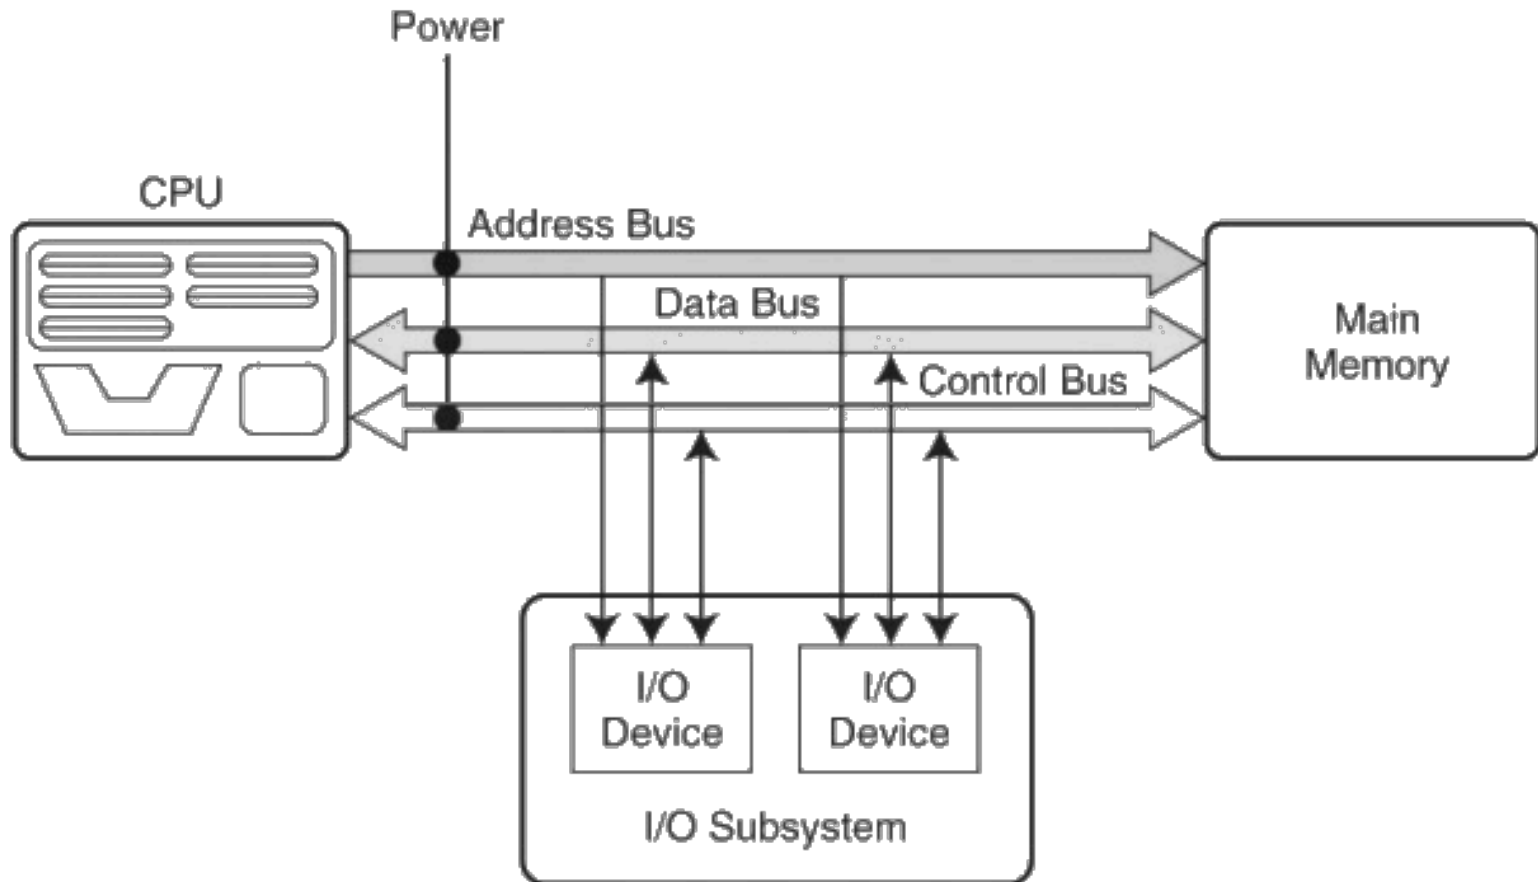 Power
CPU
Address Bus
Data Bus
Control Bus
Main
Memory
I/O
Device
I/O
Device
I/O Subsystem